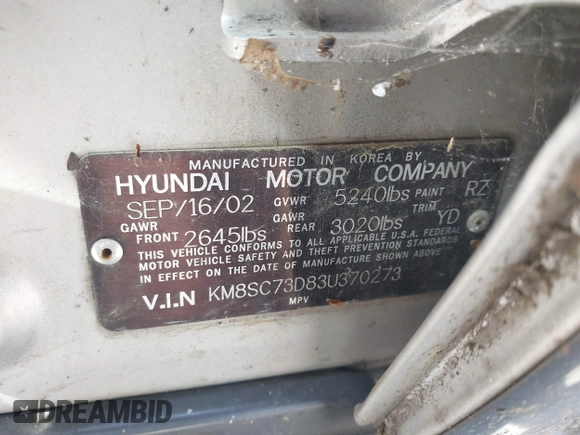 MANUFACTURED IN KOREA BY
HYUNDAI MOTOR COMPANY
SEP/16/02 GVWR 5240lbs PAINT RZ
GAWR FRONT 2645lbs GAWR REAR 3020lbs TRIM YD
THIS VEHICLE CONFORMS TO ALL APPLICABLE U.S.A. FEDERAL
MOTOR VEHICLE SAFETY AND THEFT PREVENTION STANDARDS
IN EFFECT ON THE DATE OF MANUFACTURE SHOWN ABOVE
V.I.N KM8SC73D83U370273
MPV
DREAMBID